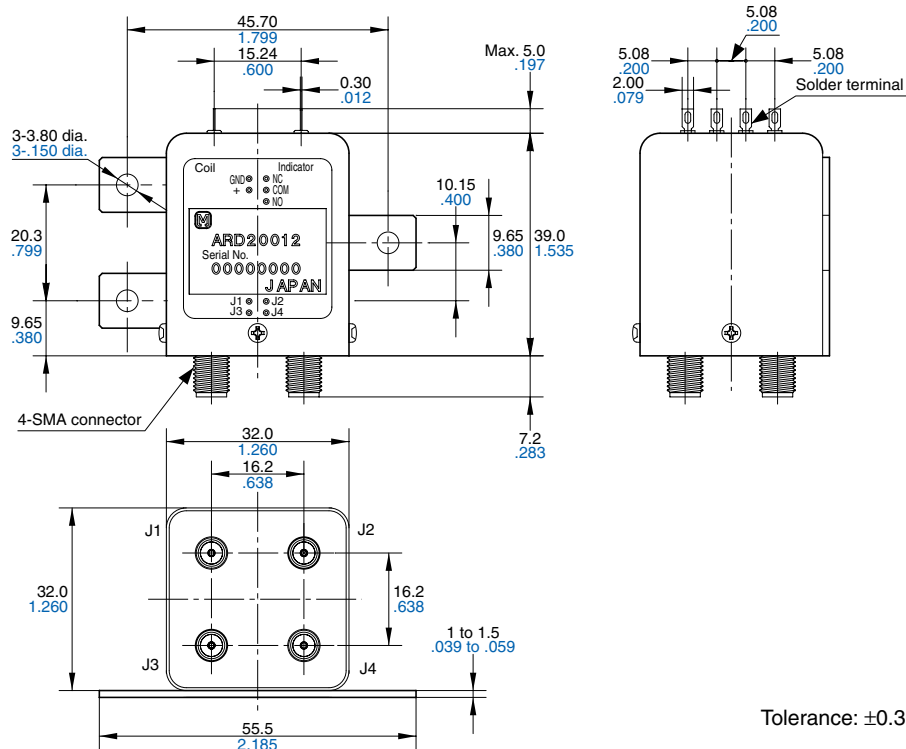 45.70
1.799
15.24
.600
0.30
.012
Max. 5.0
.197
3-3.80 dia.
3-.150 dia.
20.3
.799
9.65
.380
Coil
Indicator
GND
NC
+
COM
NO
ARD20012
Serial No.
00000000
JAPAN
J1
J2
J3
J4
10.15
.400
9.65
.380
39.0
1.535
4-SMA connector
7.2
.283
5.08
.200
5.08
.200
5.08
.200
2.00
.079
Solder terminal
32.0
1.260
16.2
.638
J1
J2
32.0
1.260
16.2
.638
J3
J4
1 to 1.5
.039 to .059
55.5
2.185
Tolerance: ±0.3